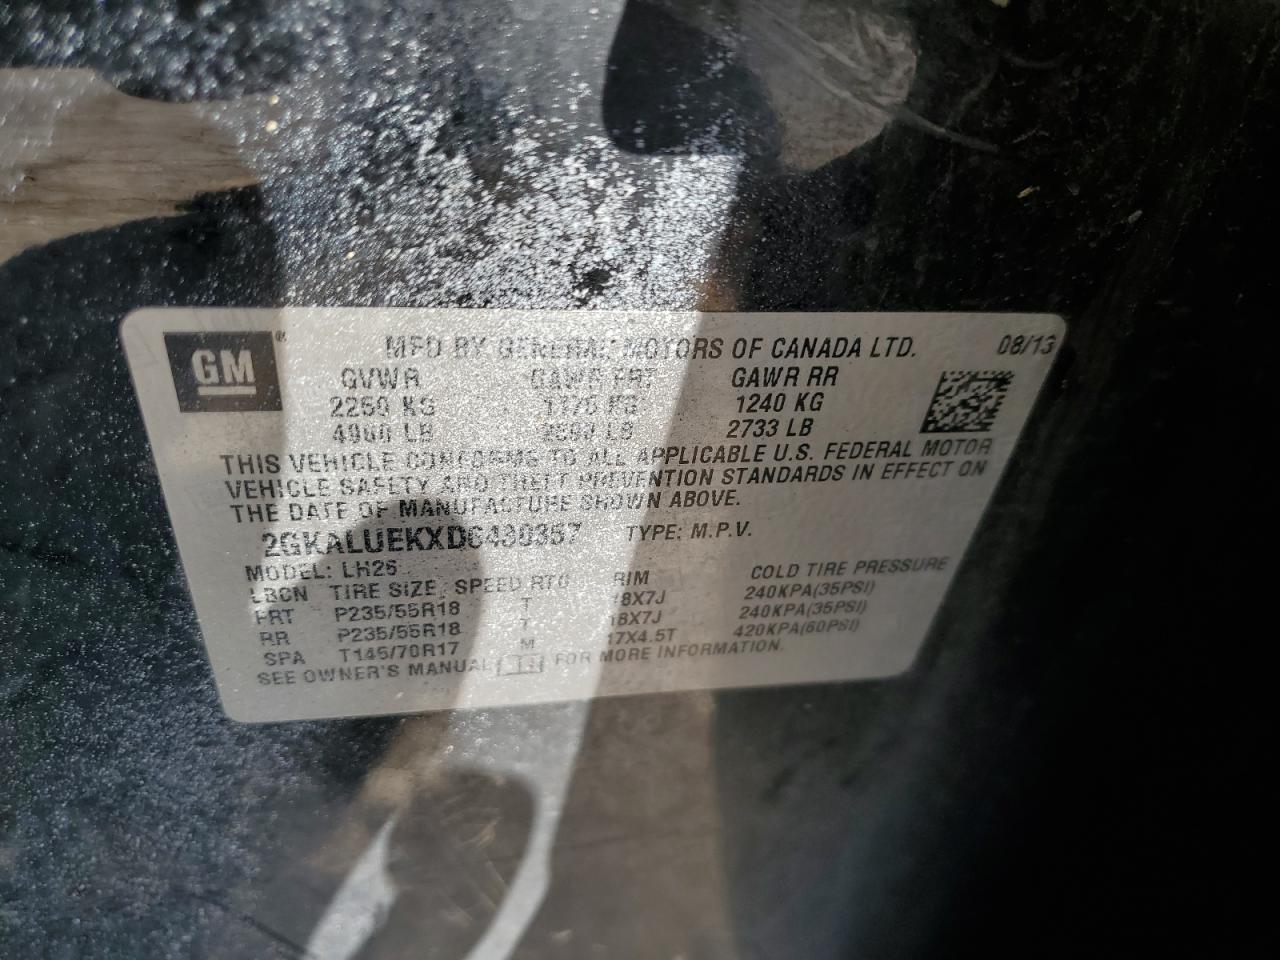 GM ® MFD BY GENERAL MOTORS OF CANADA LTD. 08/13
GVWR GAWR FRT GAWR RR
2250 KG KG 1240 KG
LB LB 2733 LB
THIS VEHICLE CONFORMS TO ALL APPLICABLE U.S. FEDERAL MOTOR
VEHICLE SAFETY AND THEFT PREVENTION STANDARDS IN EFFECT ON
THE DATE OF MANUFACTURE SHOWN ABOVE.
TYPE: M.P.V.
MODEL: LH26
LOCN TIRE SIZE SPEED RTG RIM COLD TIRE PRESSURE
FRT P235/55R18 T 18X7J 240KPA(35PSI)
RR P235/55R18 T 18X7J 240KPA(35PSI)
SPA T145/70R17 M 17X4.5T 420KPA(60PSI)
SEE OWNER'S MANUAL FOR MORE INFORMATION.